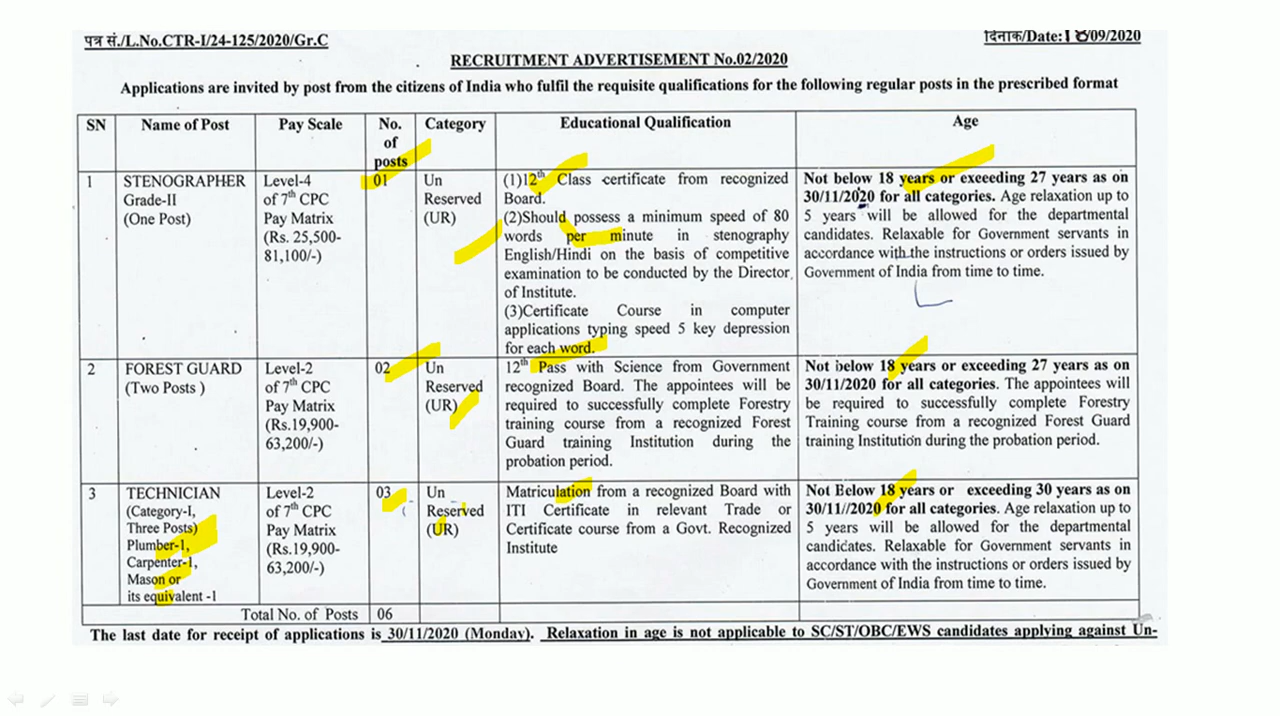 पत्र सं./L.No.CTR-I/24-125/2020/Gr.C
दिनाक/Date: 09/2020
RECRUITMENT ADVERTISEMENT No.02/2020
Applications are invited by post from the citizens of India who fulfil the requisite qualifications for the following regular posts in the prescribed format
SN
Name of Post
Pay Scale
No.
of
posts
Category
Educational Qualification
Age
1
STENOGRAPHER
Grade-II
(One Post)
Level-4
of 7th CPC
Pay Matrix
(Rs. 25,500-
81,100/-)
01
Un
Reserved
(UR)
(1)12th Class certificate from recognized
Board.
(2)Should possess a minimum speed of 80
words per minute in stenography
English/Hindi on the basis of competitive
examination to be conducted by the Director
of Institute.
(3)Certificate Course in computer
applications typing speed 5 key depression
for each word.
Not below 18 years or exceeding 27 years as on
30/11/2020 for all categories. Age relaxation up to
5 years will be allowed for the departmental
candidates. Relaxable for Government servants in
accordance with the instructions or orders issued by
Government of India from time to time.
2
FOREST GUARD
(Two Posts )
Level-2
of 7th CPC
Pay Matrix
(Rs.19,900-
63,200/-)
02
Un
Reserved
(UR)
12th Pass with Science from Government
recognized Board. The appointees will be
required to successfully complete Forestry
training course from a recognized Forest
Guard training Institution during the
probation period.
Not below 18 years or exceeding 27 years as on
30/11/2020 for all categories. The appointees will
be required to successfully complete Forestry
Training course from a recognized Forest Guard
training Institution during the probation period.
3
TECHNICIAN
(Category-I,
Three Posts)
Plumber-1,
Carpenter-1,
Mason or
its equivalent -1
Level-2
of 7th CPC
Pay Matrix
(Rs.19,900-
63,200/-)
03
Un
Reserved
(UR)
Matriculation from a recognized Board with
ITI Certificate in relevant Trade or
Certificate course from a Govt. Recognized
Institute
Not Below 18 years or exceeding 30 years as on
30/11//2020 for all categories. Age relaxation up to
5 years will be allowed for the departmental
candidates. Relaxable for Government servants in
accordance with the instructions or orders issued by
Government of India from time to time.
Total No. of Posts
06
The last date for receipt of applications is 30/11/2020 (Monday). Relaxation in age is not applicable to SC/ST/OBC/EWS candidates applying against Un-